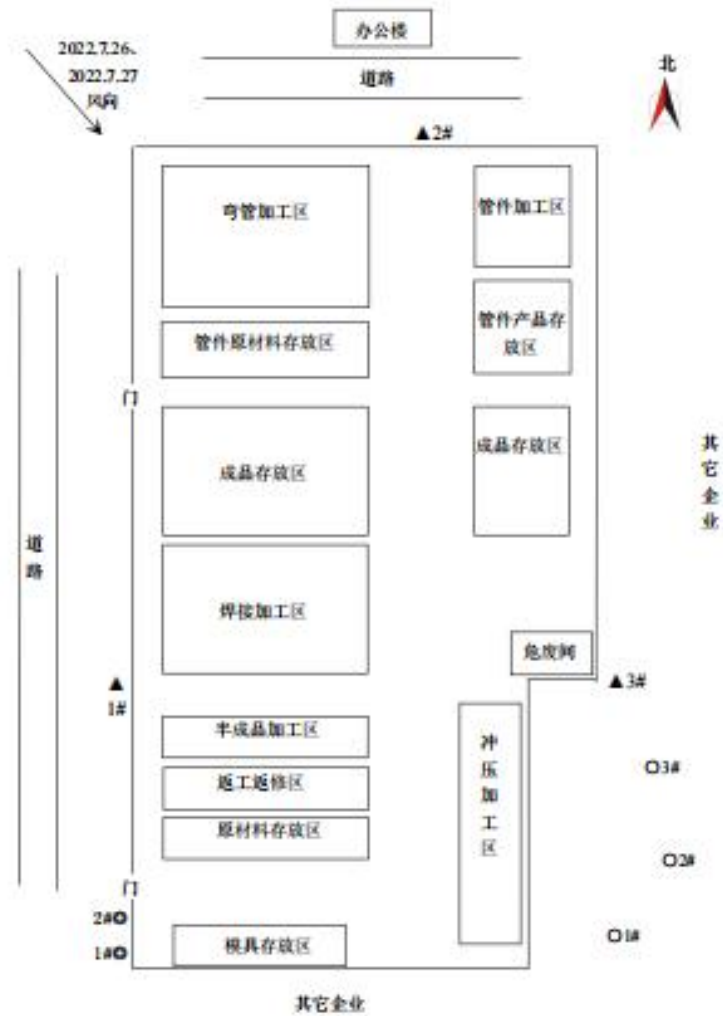 办公楼
2022.7.26、
2022.7.27
风向
道路
北
▲2#
弯管加工区
管件加工区
管件原材料存放区
管件产品存
放区
门
成品存放区
成品存放区
其它企业
道路
焊接加工区
危废间
▲
1#
▲3#
半成品加工区
冲压加工区
返工返修区
原材料存放区
O3#
O2#
门
2#◎
1#◎
模具存放区
O1#
其它企业